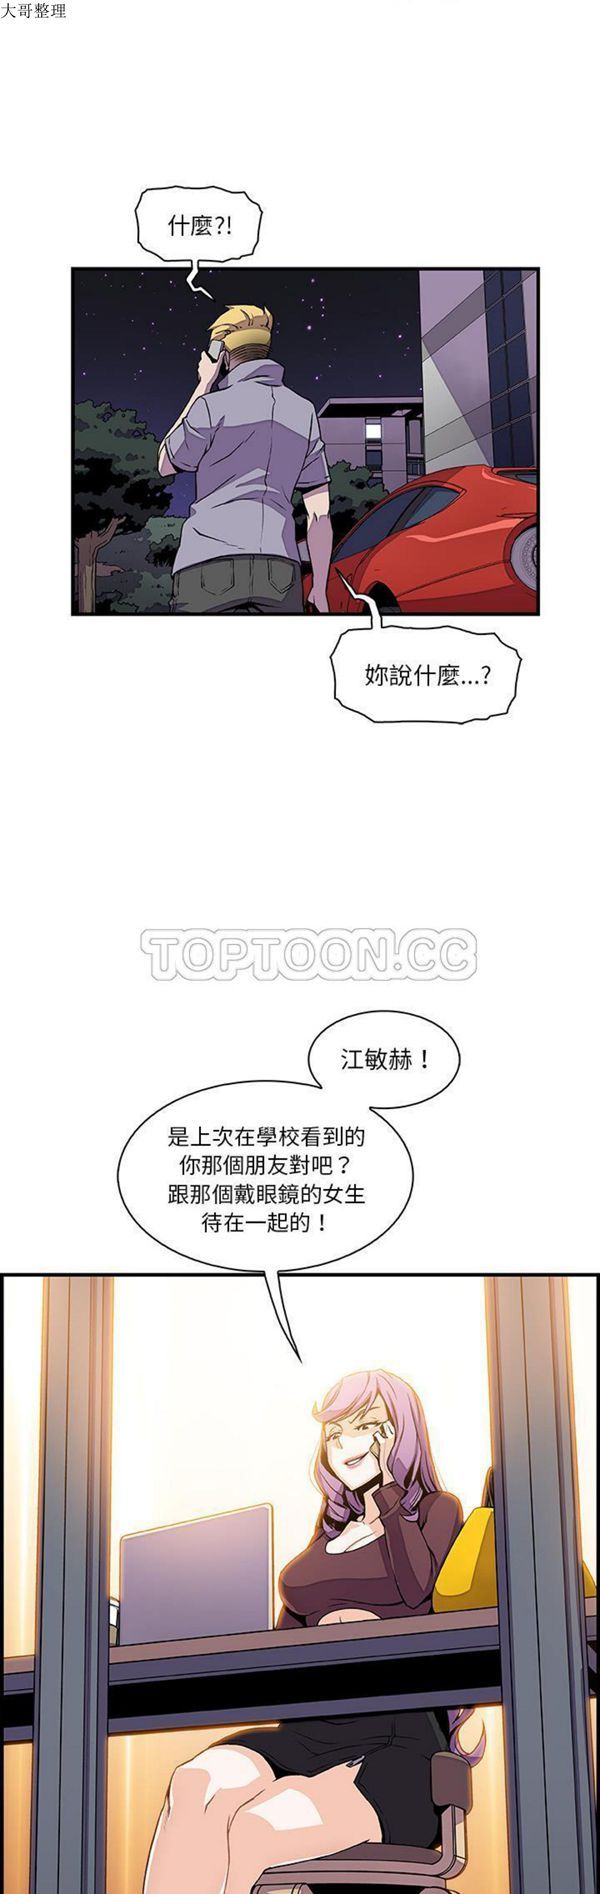 大哥整理
什麼?!
妳說什麼...?
TOPTOON.CC
江敏赫！
是上次在學校看到的
你那個朋友對吧？
跟那個戴眼鏡的女生
待在一起的！